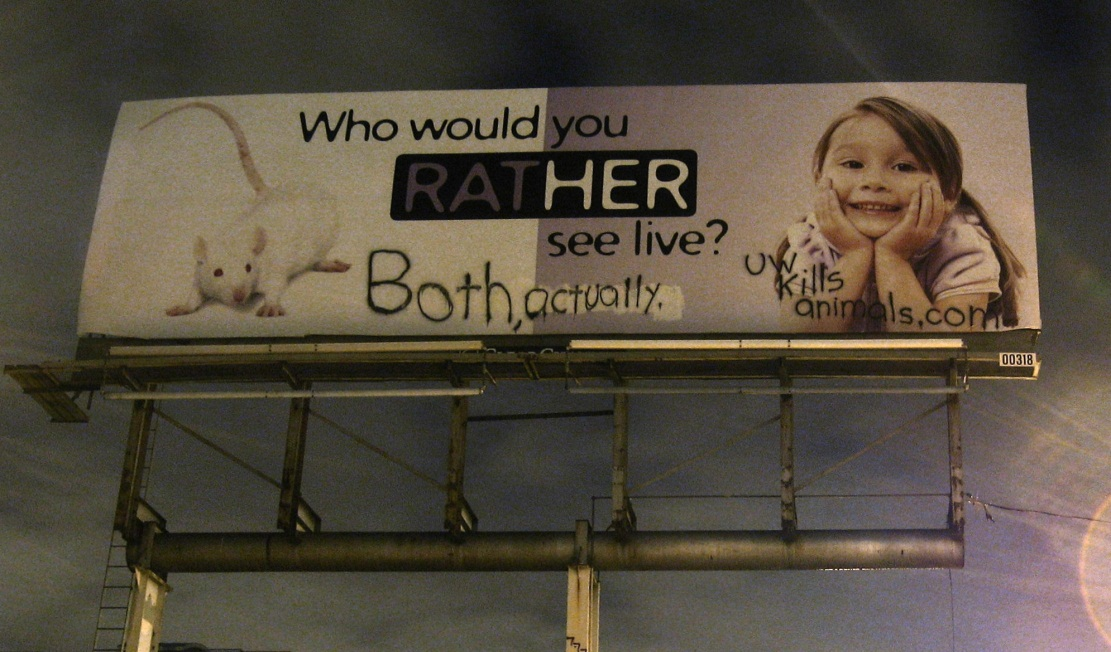 Who would you
RATHER
see live?
Both, actually.
UW
Kills
animals.com
00318